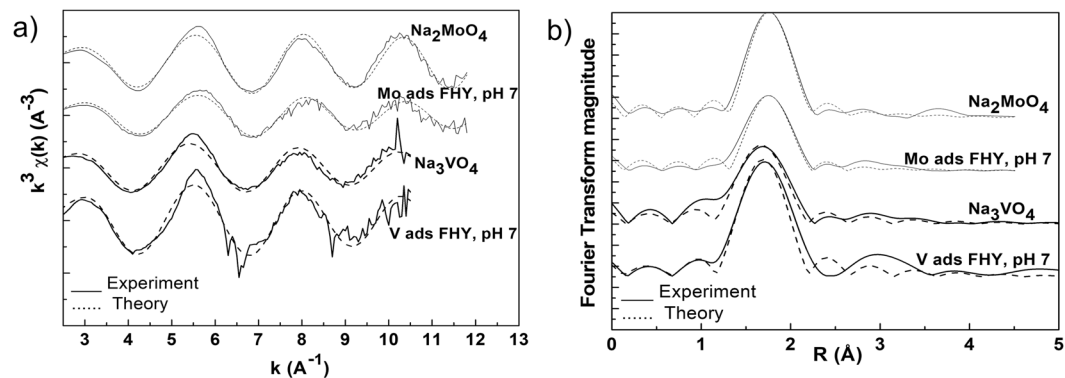 a)
k³ χ(k) (A⁻³)
Na₂MoO₄
Mo ads FHY, pH 7
Na₃VO₄
V ads FHY, pH 7
Experiment
Theory
3 4 5 6 7 8 9 10 11 12 13
k (A⁻¹)
b)
Fourier Transform magnitude
Na₂MoO₄
Mo ads FHY, pH 7
Na₃VO₄
V ads FHY, pH 7
Experiment
Theory
0 1 2 3 4 5
R (Å)